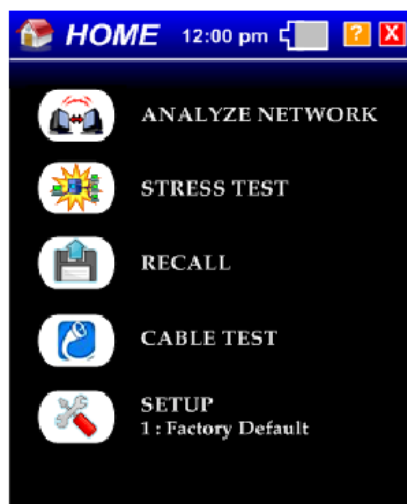 HOME 12:00 pm ? X
ANALYZE NETWORK
STRESS TEST
RECALL
CABLE TEST
SETUP
1 : Factory Default